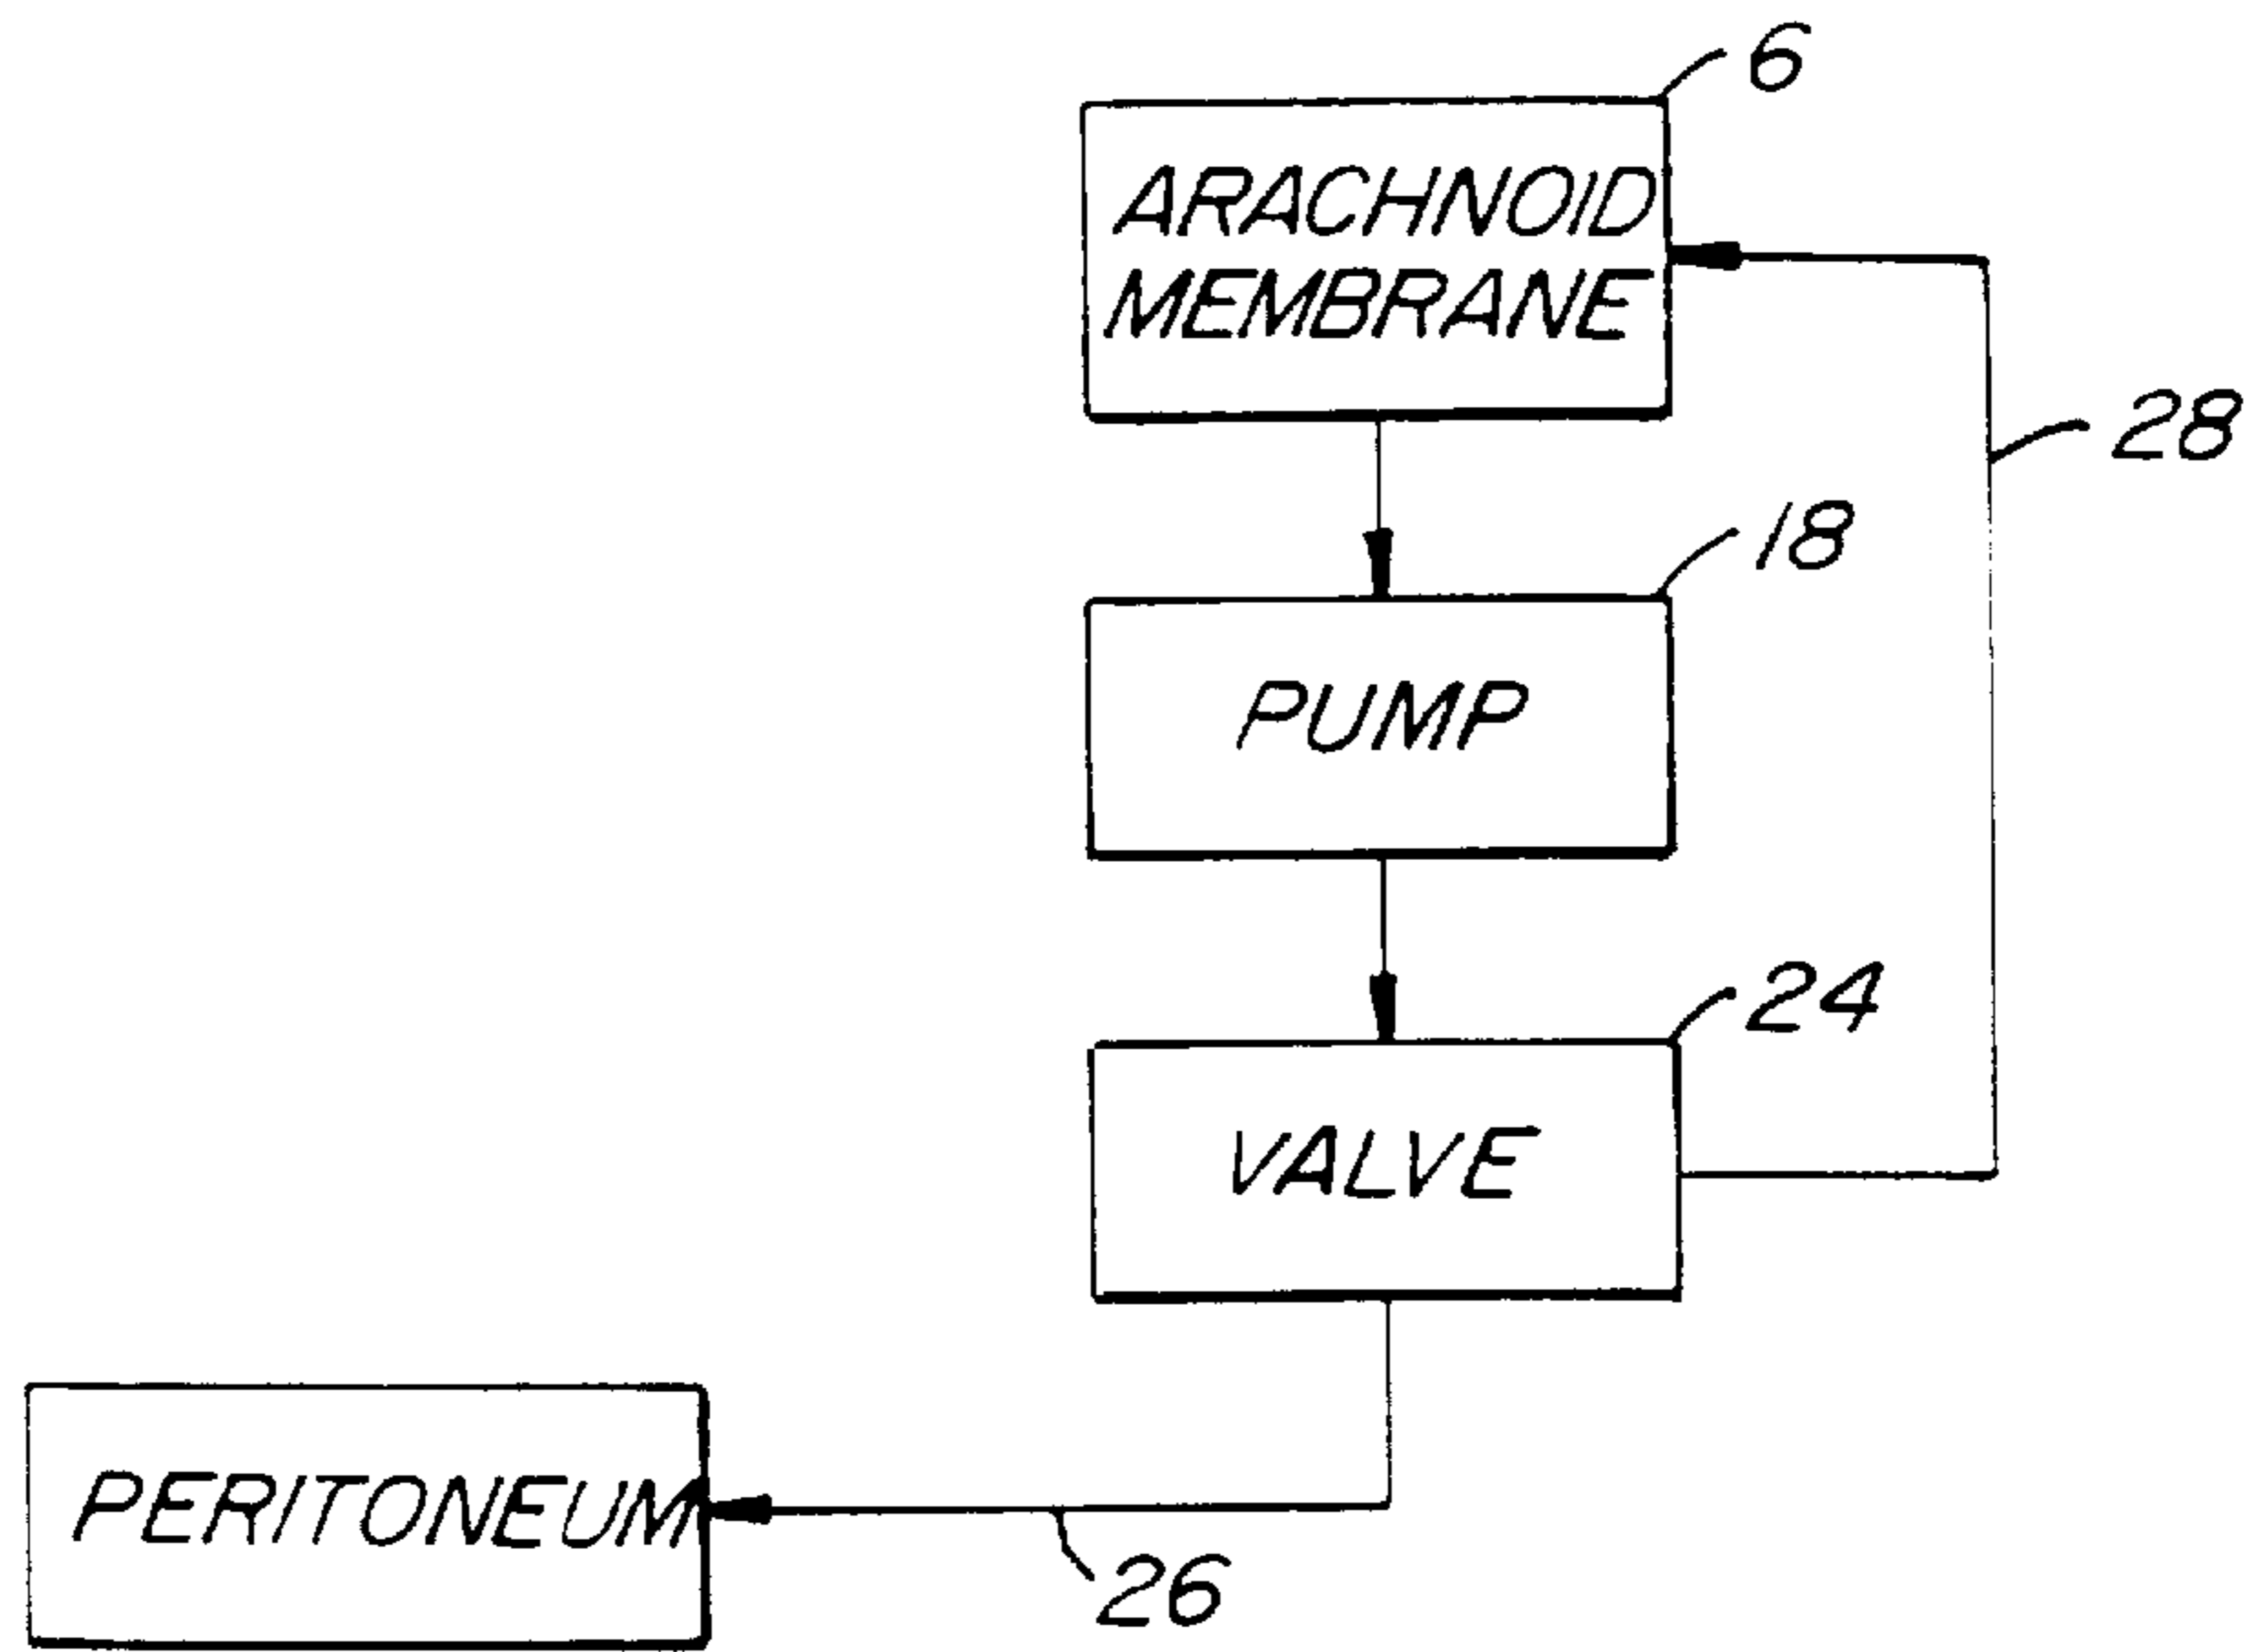 6
ARACHNOID
MEMBRANE
28
18
PUMP
24
VALVE
PERITONEUM
26